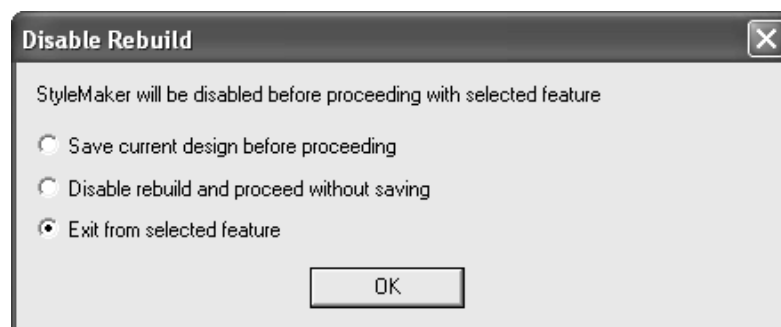 Disable Rebuild
StyleMaker will be disabled before proceeding with selected feature
Save current design before proceeding
Disable rebuild and proceed without saving
Exit from selected feature
OK